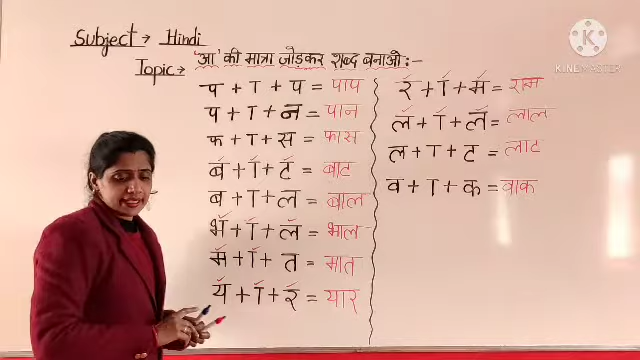 Subject → Hindi
Topic:- 'आ' की मात्रा जोड़कर शब्द बनाओ :-
प + ा + प = पाप
प + ा + न = पान
फ + ा + स = फास
ब + ा + ट = बाट
ब + ा + ल = बाल
भ + ा + ल = भाल
म + ा + त = मात
य + ा + र = यार
र + ा + म = राम
ल + ा + ल = लाल
ल + ा + ट = लाट
व + ा + क = वाक
K
KINEMASTER